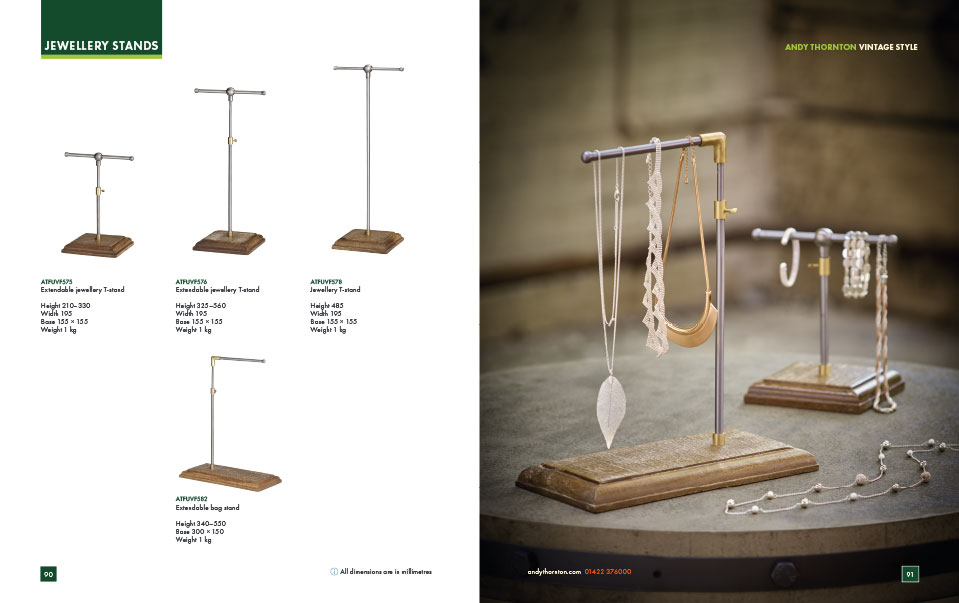 JEWELLERY STANDS
ANDY THORNTON VINTAGE STYLE
ATFUVF575
Extendable jewellery T-stand
Height 210–330
Width 195
Base 155 × 155
Weight 1 kg
ATFUVF576
Extendable jewellery T-stand
Height 325–560
Width 195
Base 155 × 155
Weight 1 kg
ATFUVF578
Jewellery T-stand
Height 485
Width 195
Base 155 × 155
Weight 1 kg
ATFUVF582
Extendable bag stand
Height 340–550
Base 300 × 150
Weight 1 kg
90
All dimensions are in millimetres
andythornton.com 01422 376000
91